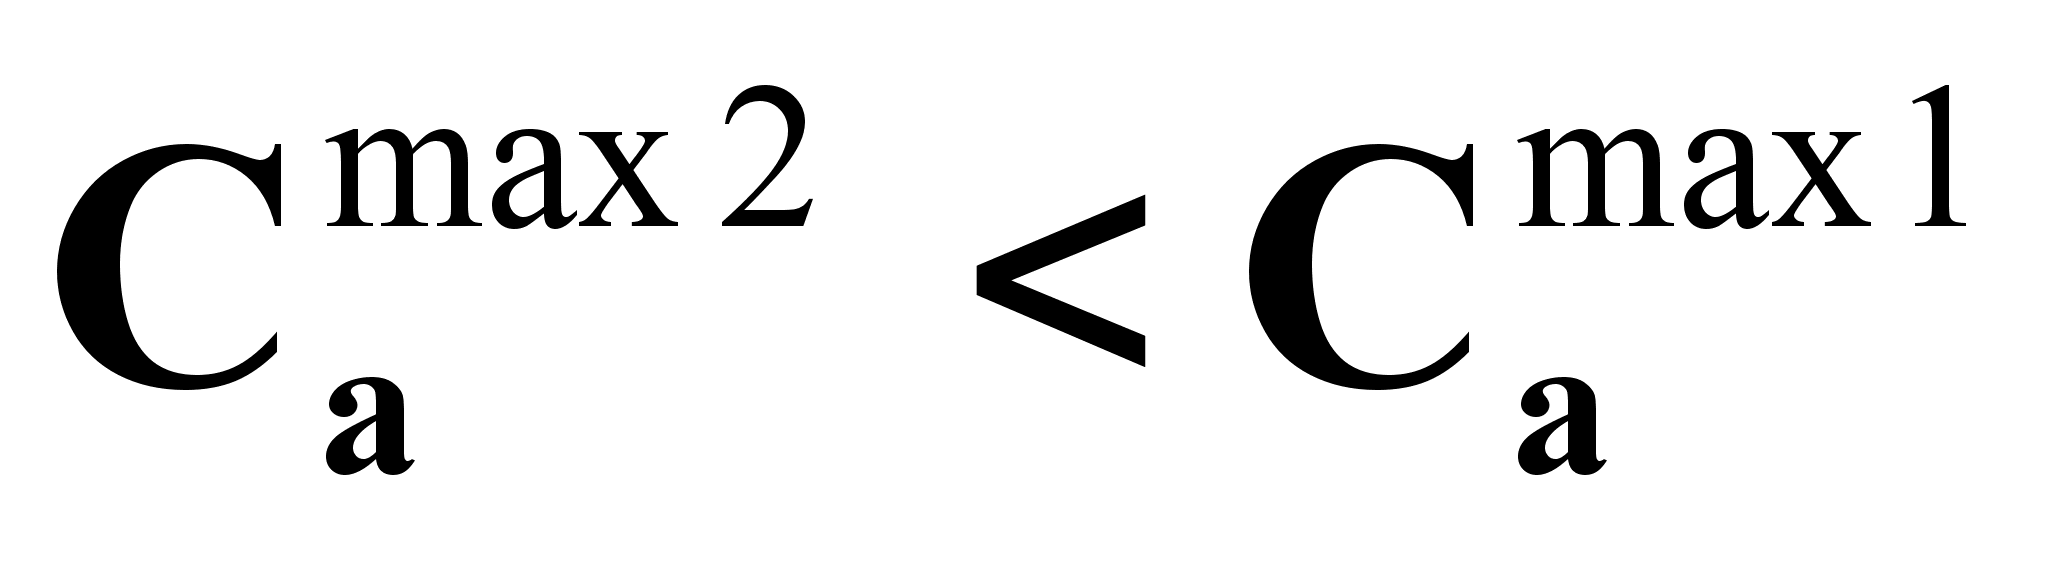 C_a^{max 2} < C_a^{max 1}